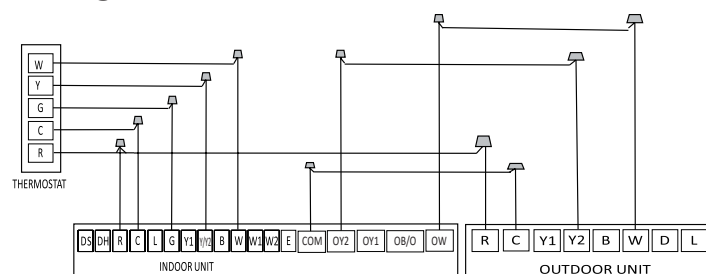 W
Y
G
C
R
THERMOSTAT
DS DH R C L G Y1 Y/Y2 B W W1 W2 E COM OY2 OY1 OB/O OW
INDOOR UNIT
R C Y1 Y2 B W D L
OUTDOOR UNIT